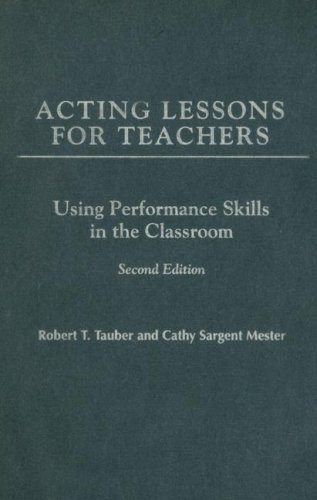 ACTING LESSONS
FOR TEACHERS
Using Performance Skills
in the Classroom
Second Edition
Robert T. Tauber and Cathy Sargent Mester